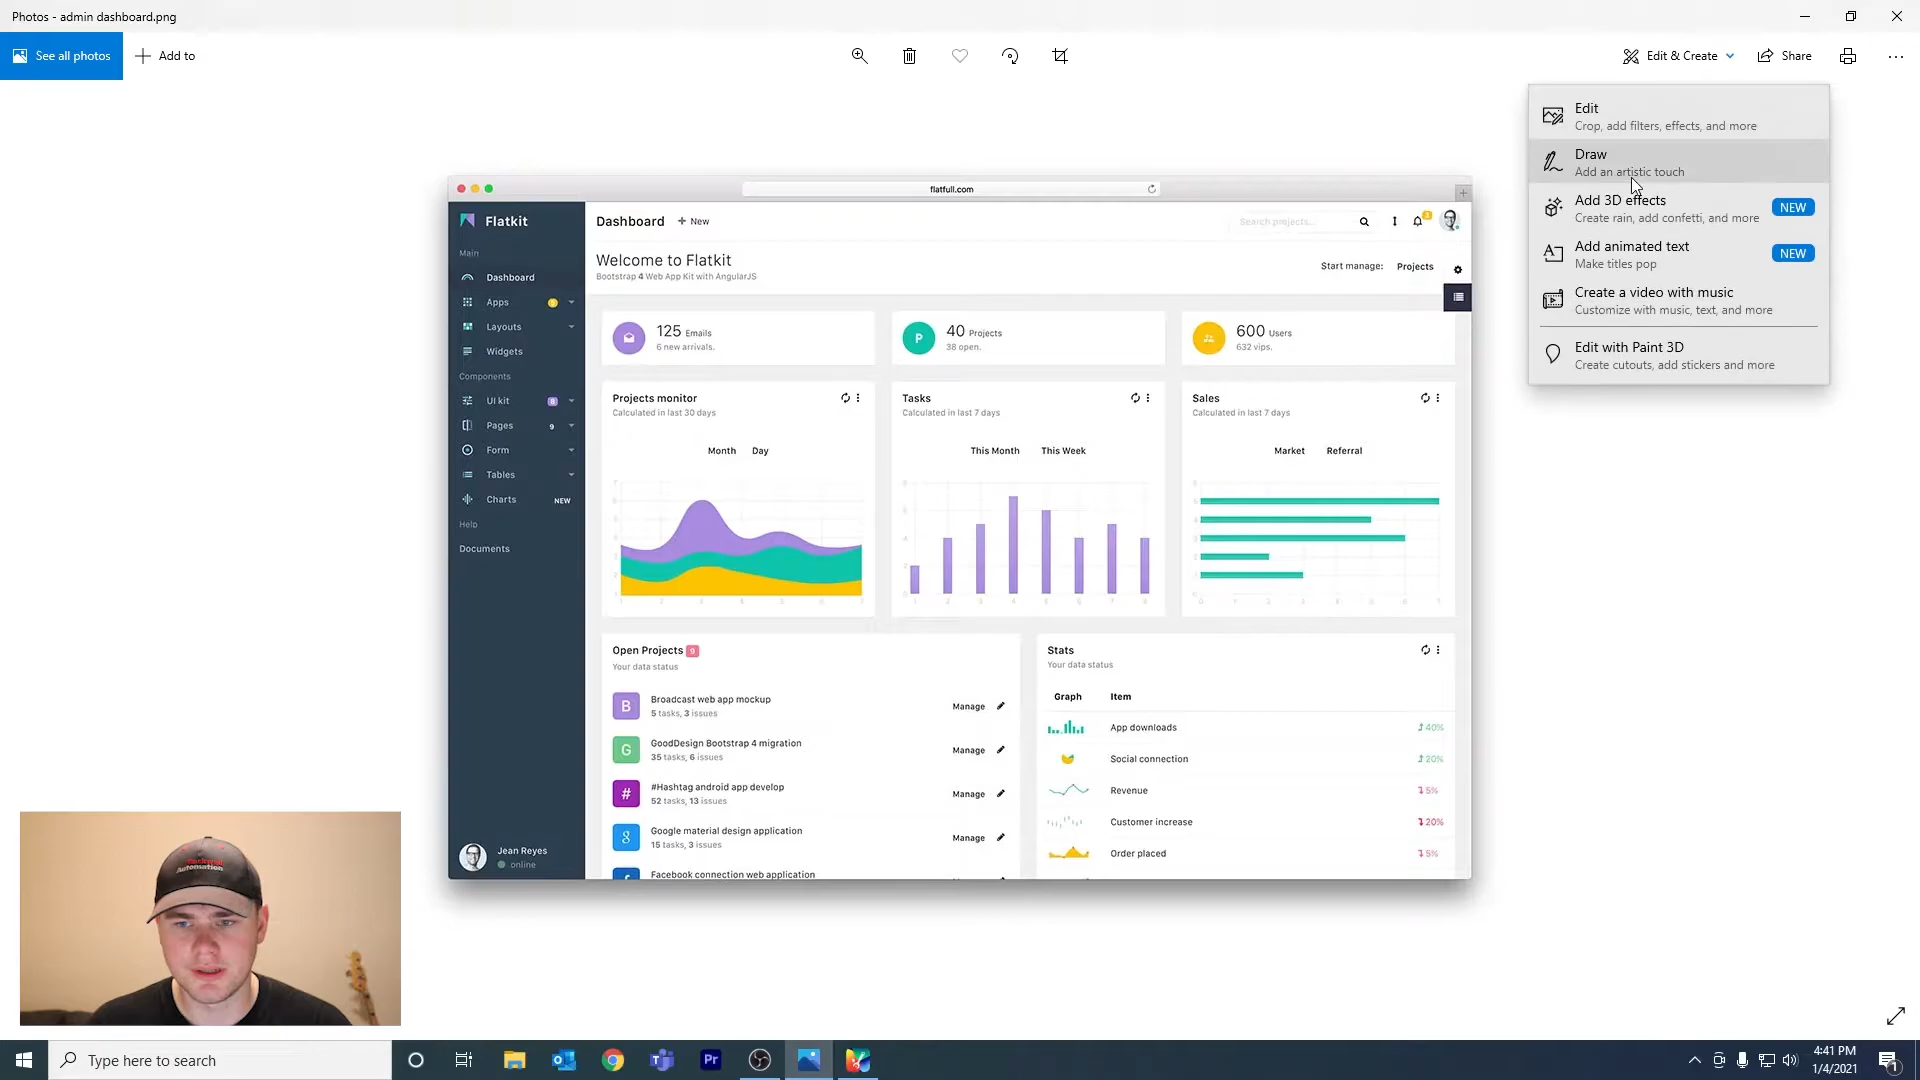 Photos - admin dashboard.png
See all photos
Add to
Edit & Create
Share
Edit
Crop, add filters, effects, and more
Draw
Add an artistic touch
Add 3D effects
Create rain, add confetti, and more
NEW
Add animated text
Make titles pop
NEW
Create a video with music
Customize with music, text, and more
Edit with Paint 3D
Create cutouts, add stickers and more
flatfull.com
Flatkit
Main
Dashboard
Apps
Layouts
Widgets
Components
UI kit
8
Pages
9
Form
Tables
Charts
NEW
Help
Documents
Jean Reyes
online
Dashboard
+ New
Search projects...
Welcome to Flatkit
Bootstrap 4 Web App Kit with AngularJS
Start manage:
Projects
125 Emails
6 new arrivals.
P
40 Projects
38 open.
600 Users
632 vips.
Projects monitor
Calculated in last 30 days
Month
Day
Tasks
Calculated in last 7 days
This Month
This Week
Sales
Calculated in last 7 days
Market
Referral
Open Projects 9
Your data status
B
Broadcast web app mockup
5 tasks, 3 issues
Manage
G
GoodDesign Bootstrap 4 migration
35 tasks, 6 issues
Manage
#
#Hashtag android app develop
52 tasks, 13 issues
Manage
g
Google material design application
15 tasks, 3 issues
Manage
Facebook connection web application
Stats
Your data status
Graph
Item
App downloads
40%
Social connection
20%
Revenue
5%
Customer increase
20%
Order placed
5%
Automation
Type here to search
Pr
4:41 PM
1/4/2021
1